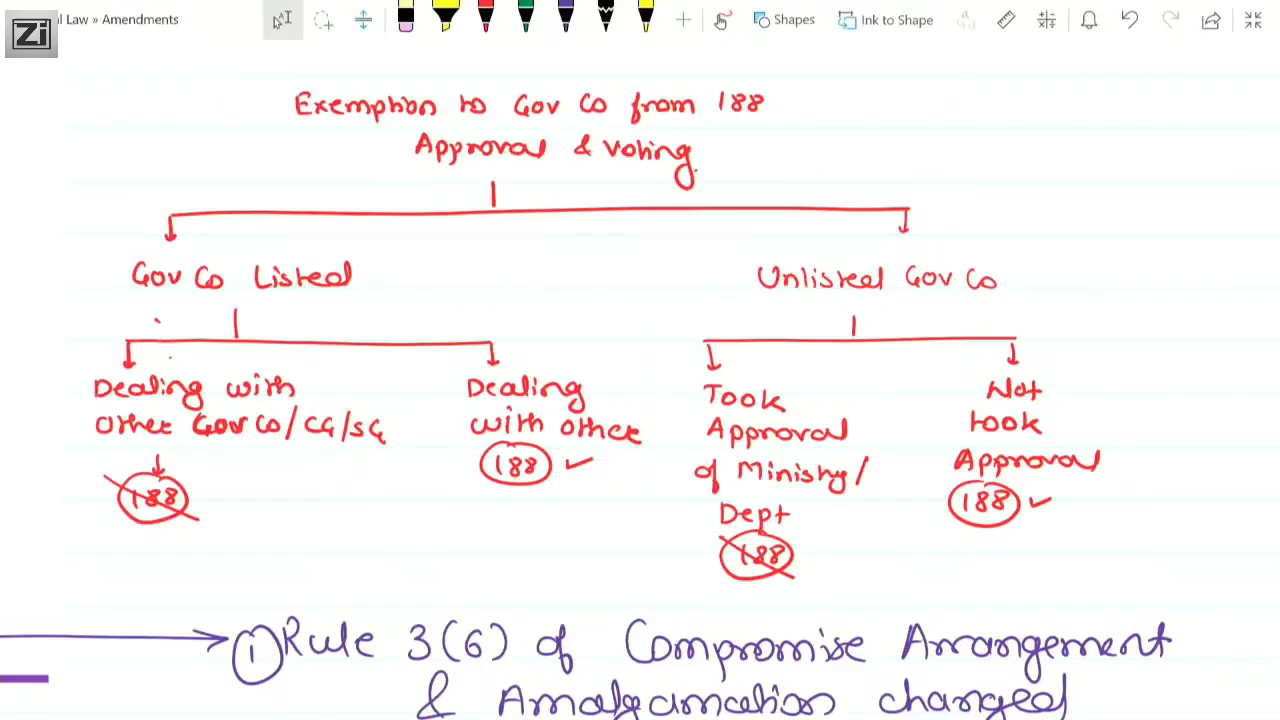 Zi
l Law » Amendments
Shapes
Ink to Shape
Exemption to Gov Co from 188
Approval & Voting
Gov Co Listed
Unlisted Gov Co
Dealing with
Other Gov Co/CG/SG
188
Dealing
with other
188 ✓
Took
Approval
of Ministry/
Dept
188
Not
took
Approval
188 ✓
① Rule 3(6) of Compromise Arrangement
& Amalgamation changed